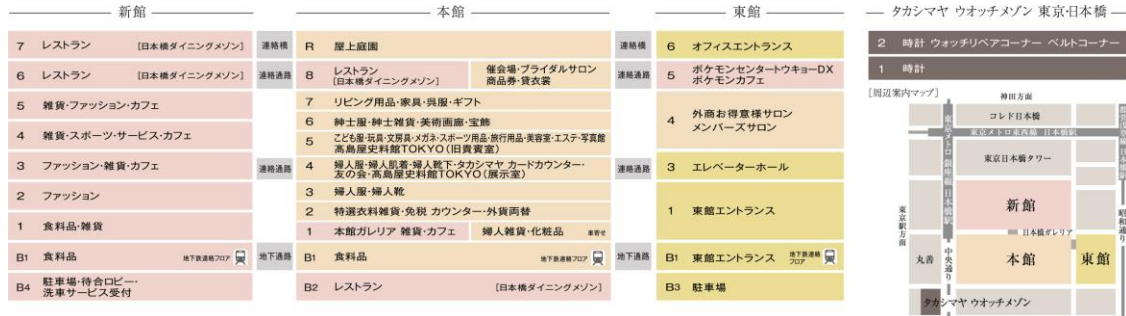 新館
7 レストラン [日本橋ダイニングメゾン]
6 レストラン [日本橋ダイニングメゾン]
5 雑貨・ファッション・カフェ
4 雑貨・スポーツ・サービス・カフェ
3 ファッション・雑貨・カフェ
2 ファッション
1 食料品・雑貨
B1 食料品 地下鉄連絡フロア
B4 駐車場・待合ロビー・
洗車サービス受付
連絡橋
連絡通路
連絡通路
地下通路
本館
R 屋上庭園
8 レストラン
[日本橋ダイニングメゾン]
催会場・ブライダルサロン
商品券・貸衣裳
7 リビング用品・家具・呉服・ギフト
6 紳士服・紳士雑貨・美術画廊・宝飾
5 こども服・玩具・文房具・メガネ・スポーツ用品・旅行用品・美容室・エステ・写真館
高島屋史料館TOKYO(旧貴賓室)
4 婦人服・婦人肌着・婦人靴下・タカシマヤ カードカウンター・
友の会・高島屋史料館TOKYO(展示室)
3 婦人服・婦人靴
2 特選衣料雑貨・免税 カウンター・外貨両替
1 本館ガレリア 雑貨・カフェ 婦人雑貨・化粧品 車寄せ
B1 食料品 地下鉄連絡フロア
B2 レストラン [日本橋ダイニングメゾン]
連絡橋
連絡通路
連絡通路
地下通路
東館
6 オフィスエントランス
5 ポケモンセンタートウキョーDX
ポケモンカフェ
4 外商お得意様サロン
メンバーズサロン
3 エレベーターホール
1 東館エントランス
B1 東館エントランス 地下鉄連絡
フロア
B3 駐車場
タカシマヤ ウオッチメゾン 東京・日本橋
2 時計 ウォッチリペアコーナー ベルトコーナー
1 時計
[周辺案内マップ]
神田方面
コレド日本橋
東京メトロ東西線 日本橋駅
東京メトロ 銀座線 日本橋駅
都営浅草線 日本橋駅
東京日本橋タワー
新館
日本橋ガレリア
東京駅方面
昭和通り
丸善
中央通り
本館
東館
タカシマヤ ウオッチメゾン